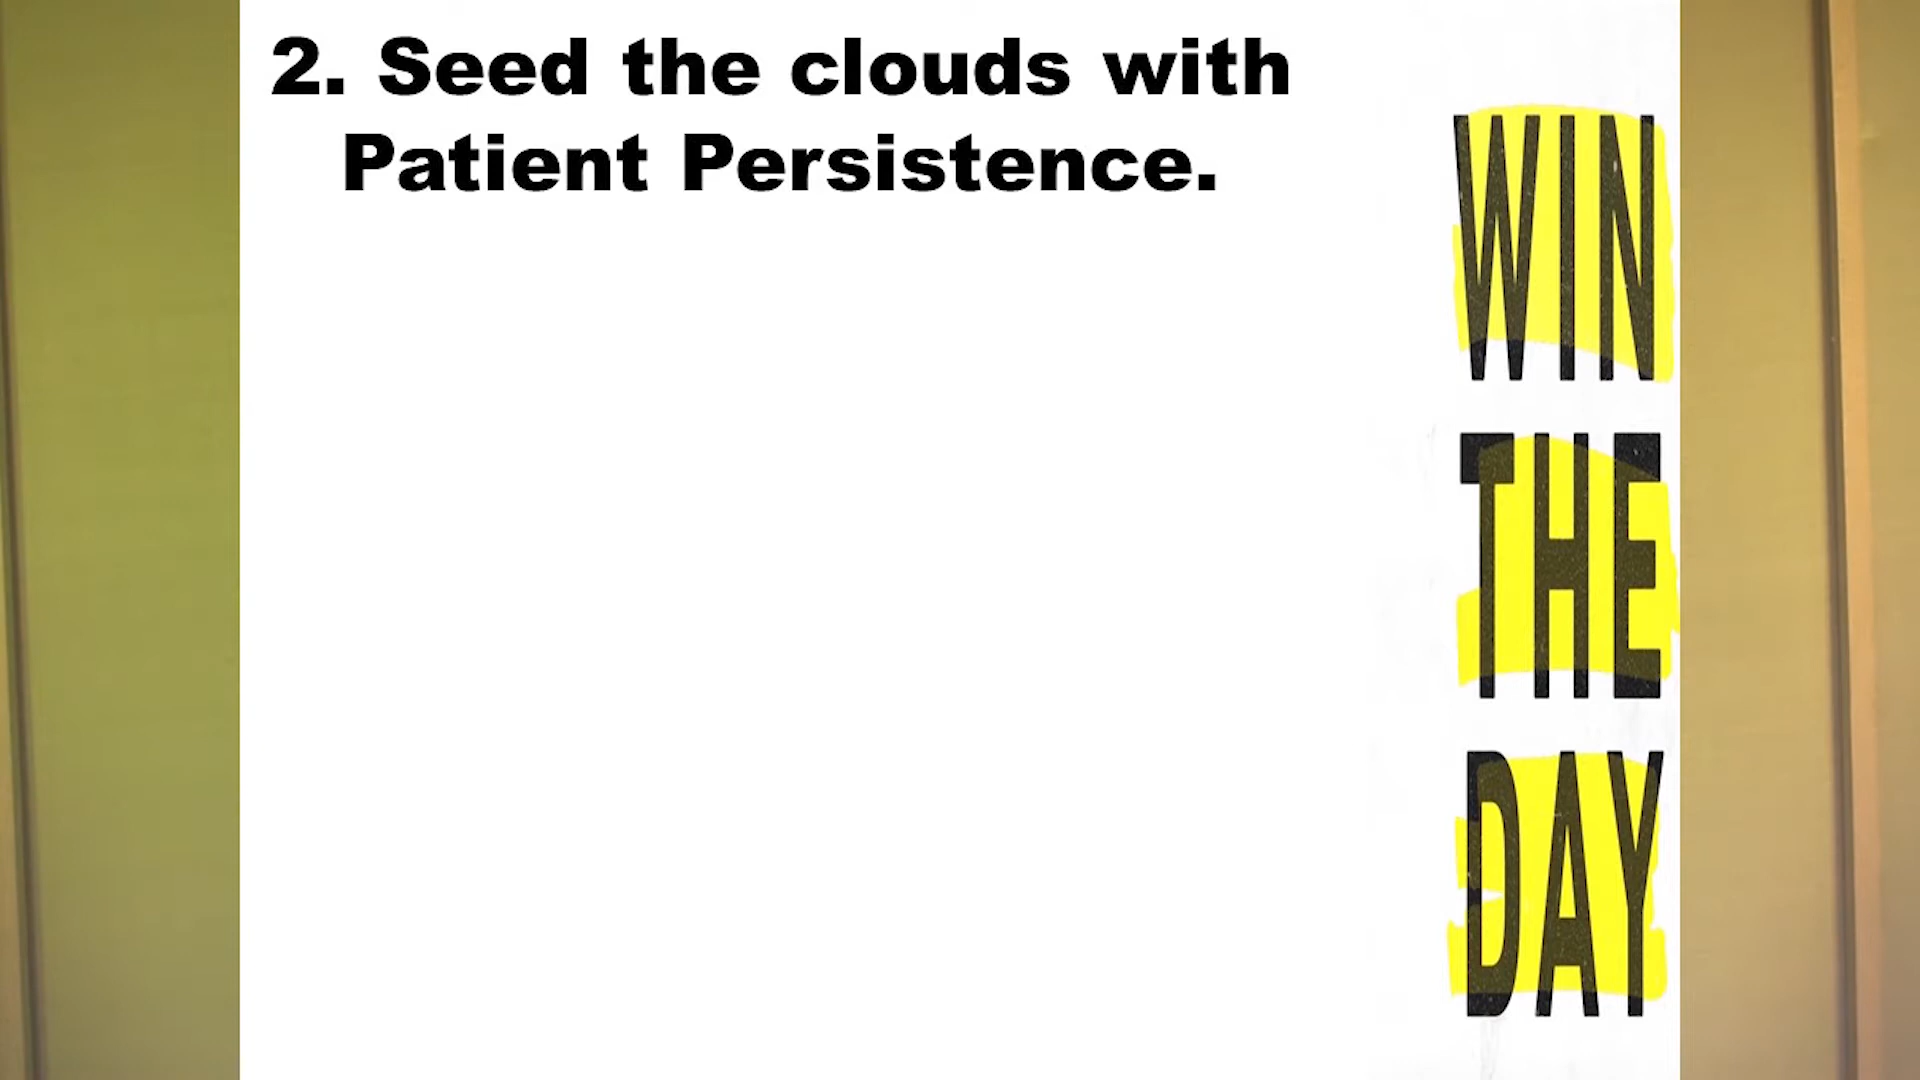 2. Seed the clouds with
Patient Persistence.
WIN
THE
DAY